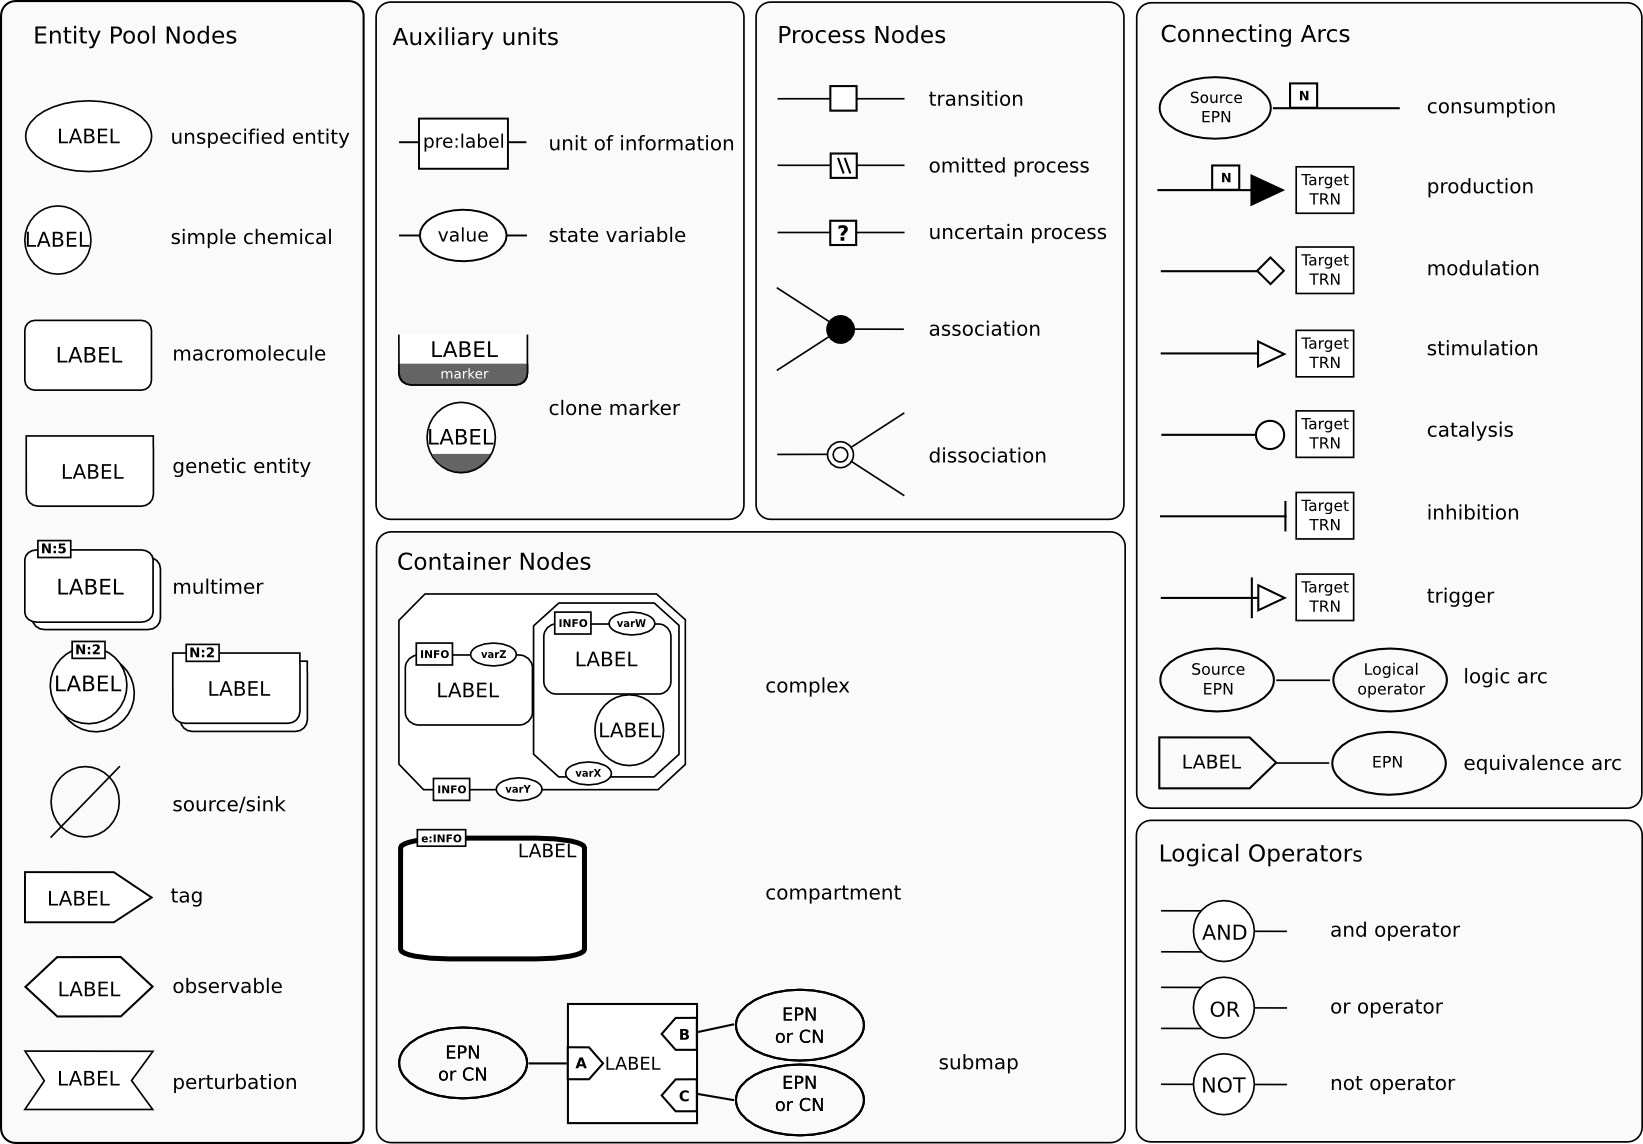 Entity Pool Nodes
LABEL unspecified entity
LABEL simple chemical
LABEL macromolecule
LABEL genetic entity
N:5
LABEL multimer
N:2 N:2
LABEL LABEL
source/sink
LABEL tag
LABEL observable
LABEL perturbation
Auxiliary units
pre:label unit of information
value state variable
LABEL
marker
clone marker
LABEL
Process Nodes
transition
\\ omitted process
? uncertain process
association
dissociation
Container Nodes
INFO varW
LABEL
INFO varZ
LABEL
complex
LABEL
varX
INFO varY
e:INFO
LABEL
compartment
EPN
or CN
A LABEL
B
C
EPN
or CN
EPN
or CN
submap
Connecting Arcs
Source
EPN
N
consumption
N
Target
TRN
production
Target
TRN
modulation
Target
TRN
stimulation
Target
TRN
catalysis
Target
TRN
inhibition
Target
TRN
trigger
Source
EPN
Logical
operator
logic arc
LABEL EPN equivalence arc
Logical Operators
AND and operator
OR or operator
NOT not operator